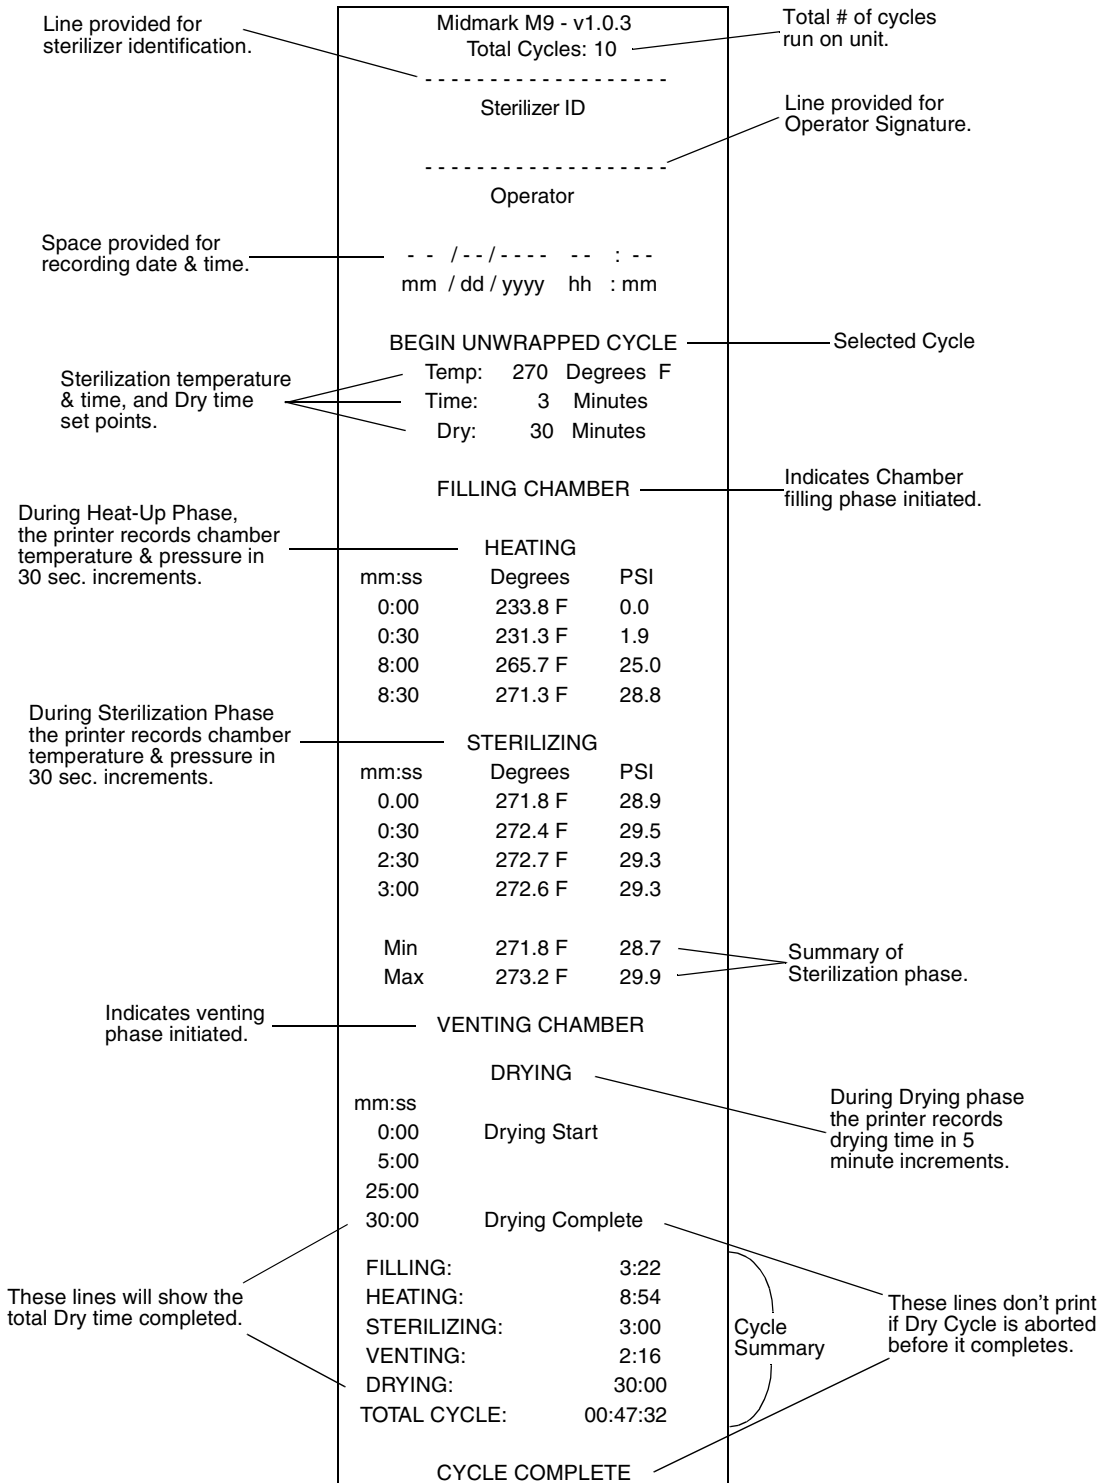 Line provided for
sterilizer identification.
Midmark M9 - v1.0.3
Total Cycles: 10
Total # of cycles
run on unit.
- - - - - - - - - - - - - - - - - - -
Sterilizer ID
Line provided for
Operator Signature.
- - - - - - - - - - - - - - - - - - -
Operator
Space provided for
recording date & time.
- - / - - / - - - - - - : - -
mm / dd / yyyy hh : mm
BEGIN UNWRAPPED CYCLE
Selected Cycle
Sterilization temperature
& time, and Dry time
set points.
Temp: 270 Degrees F
Time: 3 Minutes
Dry: 30 Minutes
FILLING CHAMBER
Indicates Chamber
filling phase initiated.
During Heat-Up Phase,
the printer records chamber
temperature & pressure in
30 sec. increments.
HEATING
mm:ss Degrees PSI
0:00 233.8 F 0.0
0:30 231.3 F 1.9
8:00 265.7 F 25.0
8:30 271.3 F 28.8
During Sterilization Phase
the printer records chamber
temperature & pressure in
30 sec. increments.
STERILIZING
mm:ss Degrees PSI
0.00 271.8 F 28.9
0:30 272.4 F 29.5
2:30 272.7 F 29.3
3:00 272.6 F 29.3
Min 271.8 F 28.7
Max 273.2 F 29.9
Summary of
Sterilization phase.
Indicates venting
phase initiated.
VENTING CHAMBER
DRYING
During Drying phase
the printer records
drying time in 5
minute increments.
mm:ss
0:00 Drying Start
5:00
25:00
30:00 Drying Complete
These lines will show the
total Dry time completed.
FILLING: 3:22
HEATING: 8:54
STERILIZING: 3:00
VENTING: 2:16
DRYING: 30:00
TOTAL CYCLE: 00:47:32
Cycle
Summary
These lines don't print
if Dry Cycle is aborted
before it completes.
CYCLE COMPLETE